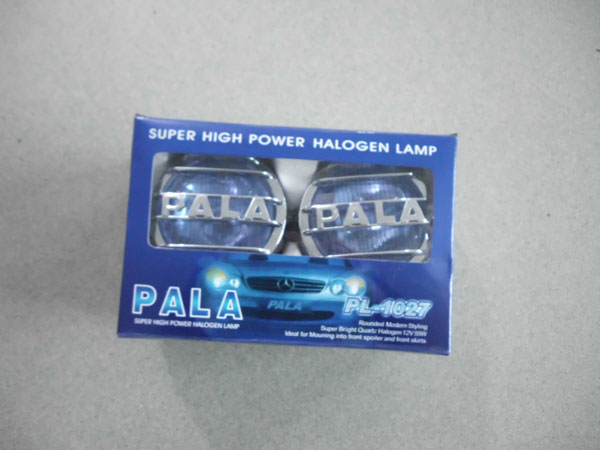 SUPER HIGH POWER HALOGEN LAMP
PALA
PALA
PALA
SUPER HIGH POWER HALOGEN LAMP
PALA
PL-1027
Rounded Modern Styling
Super Bright Quartz Halogen 12V 55W
Ideal for Mouning into front spoiler and front skirts